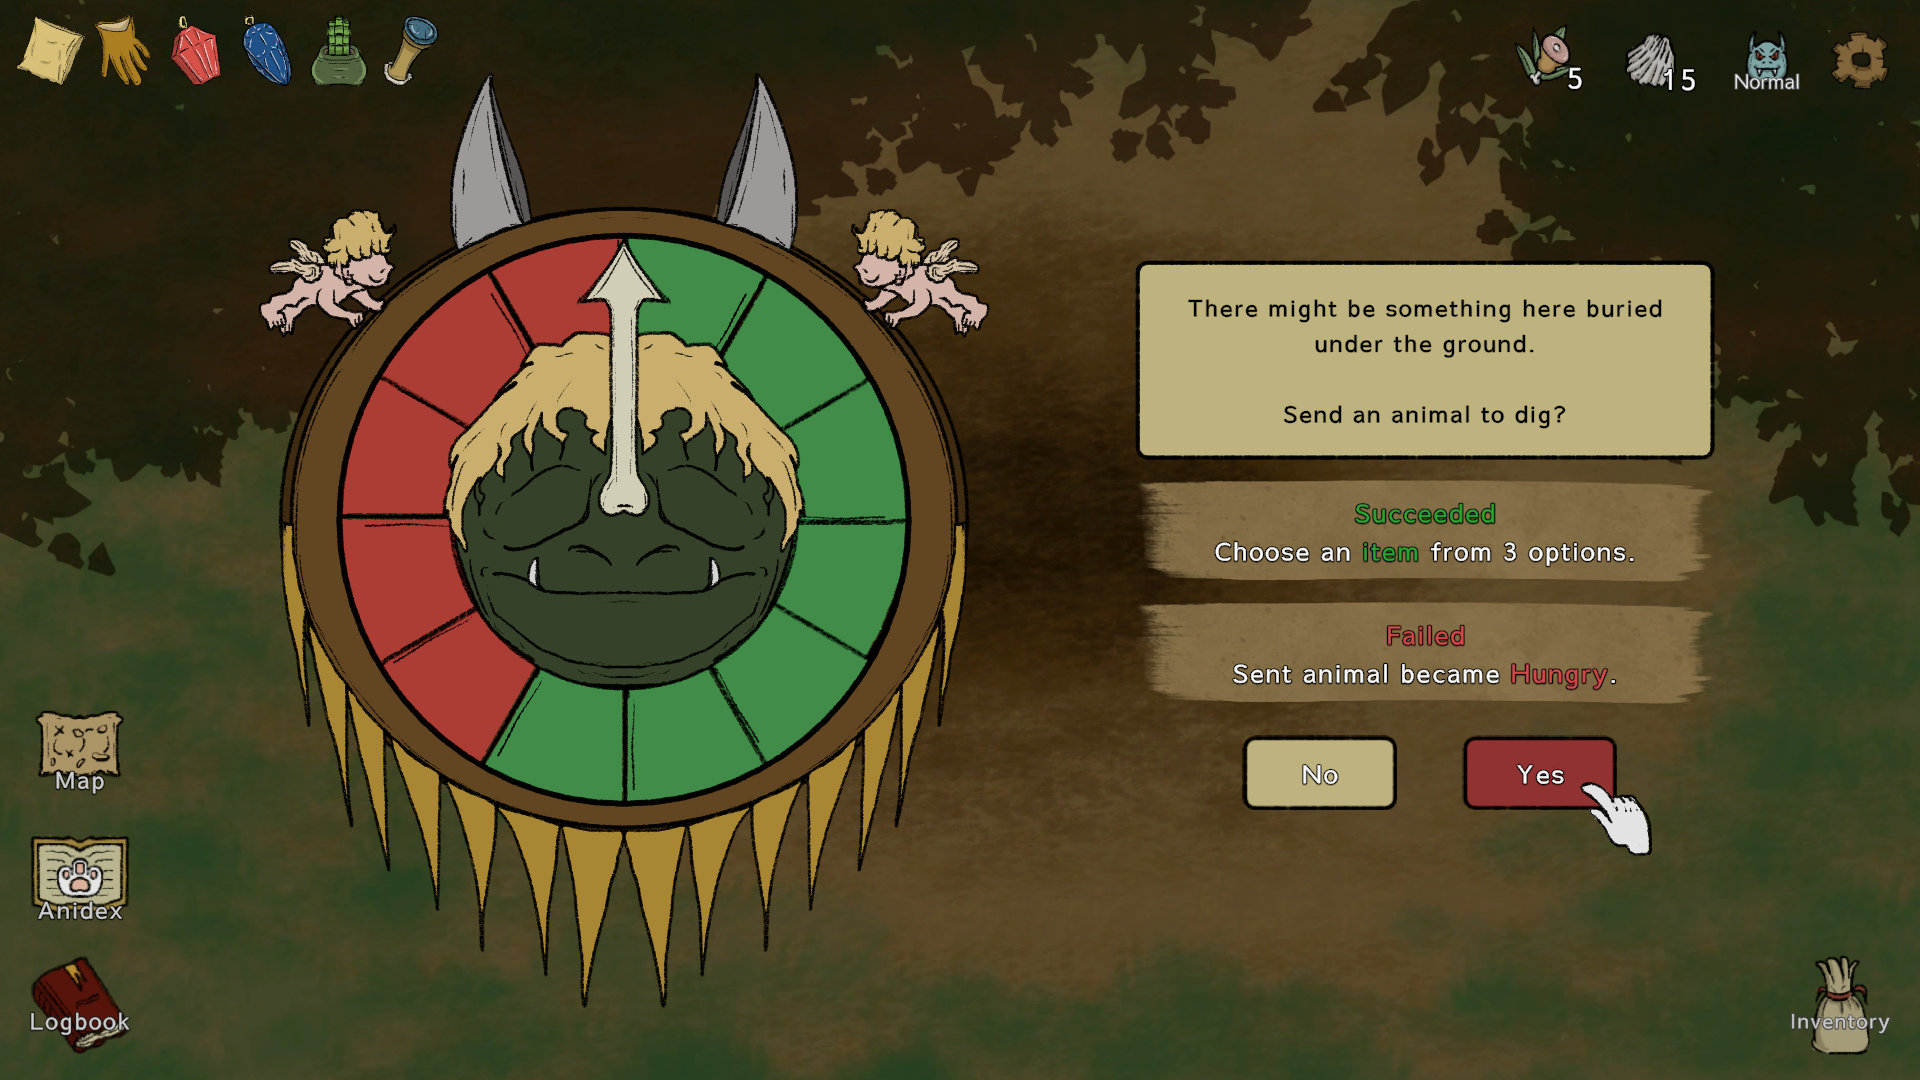 5
15
Normal
There might be something here buried
under the ground.
Send an animal to dig?
Succeeded
Choose an item from 3 options.
Failed
Sent animal became Hungry.
No
Yes
Map
Anidex
Logbook
Inventory